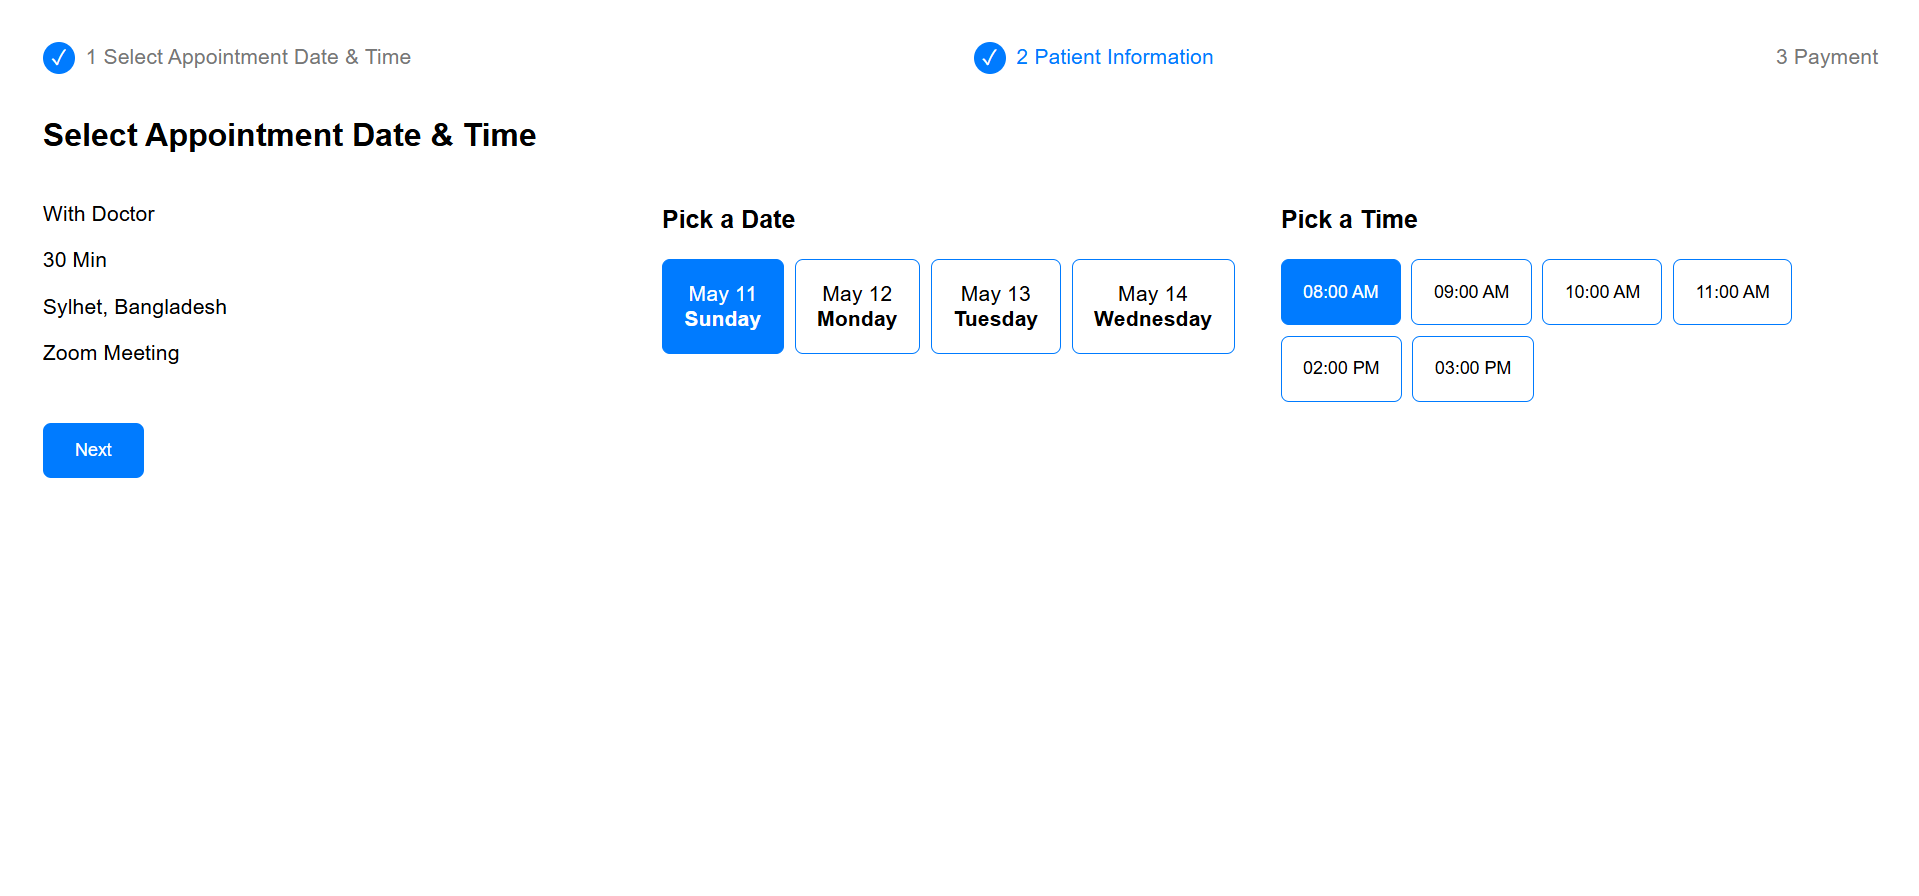 ✓ 1 Select Appointment Date & Time
✓ 2 Patient Information
3 Payment
Select Appointment Date & Time
With Doctor
30 Min
Sylhet, Bangladesh
Zoom Meeting
Next
Pick a Date
May 11
Sunday
May 12
Monday
May 13
Tuesday
May 14
Wednesday
Pick a Time
08:00 AM
09:00 AM
10:00 AM
11:00 AM
02:00 PM
03:00 PM